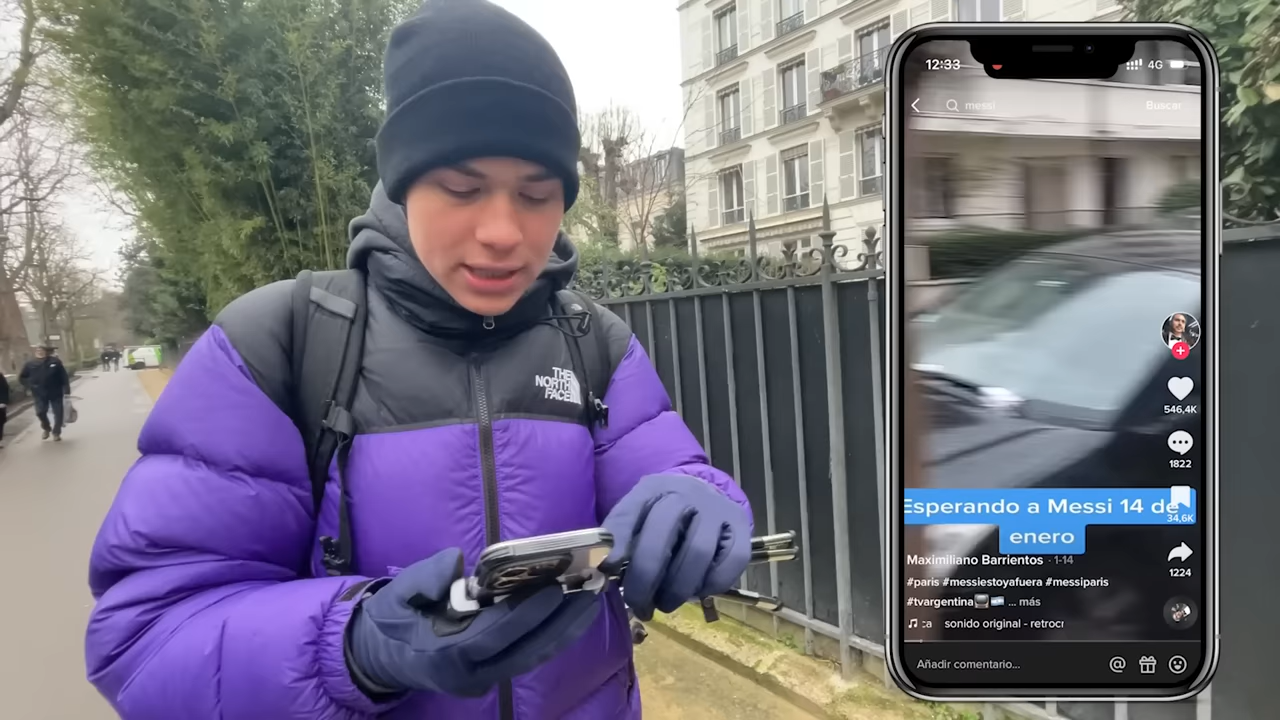 THE
NORTH
FACE
12:33
4G
messi
Buscar
546,4K
1822
Esperando a Messi 14 de
34,6K
enero
Maximiliano Barrientos · 1-14
1224
#paris #messiestoyafuera #messiparis
#tvargentina ... más
sonido original - retrocr
Añadir comentario...
@